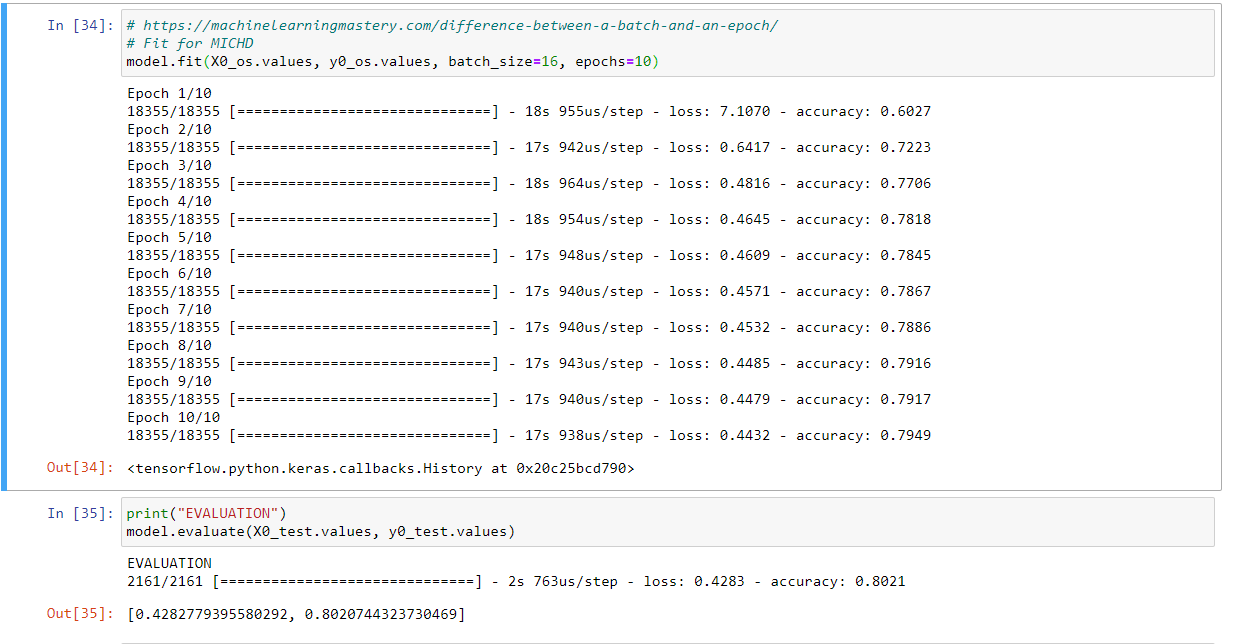 In [34]: # https://machinelearningmastery.com/difference-between-a-batch-and-an-epoch/
# Fit for MICHD
model.fit(X0_os.values, y0_os.values, batch_size=16, epochs=10)
Epoch 1/10
18355/18355 [==============================] - 18s 955us/step - loss: 7.1070 - accuracy: 0.6027
Epoch 2/10
18355/18355 [==============================] - 17s 942us/step - loss: 0.6417 - accuracy: 0.7223
Epoch 3/10
18355/18355 [==============================] - 18s 964us/step - loss: 0.4816 - accuracy: 0.7706
Epoch 4/10
18355/18355 [==============================] - 18s 954us/step - loss: 0.4645 - accuracy: 0.7818
Epoch 5/10
18355/18355 [==============================] - 17s 948us/step - loss: 0.4609 - accuracy: 0.7845
Epoch 6/10
18355/18355 [==============================] - 17s 940us/step - loss: 0.4571 - accuracy: 0.7867
Epoch 7/10
18355/18355 [==============================] - 17s 940us/step - loss: 0.4532 - accuracy: 0.7886
Epoch 8/10
18355/18355 [==============================] - 17s 943us/step - loss: 0.4485 - accuracy: 0.7916
Epoch 9/10
18355/18355 [==============================] - 17s 940us/step - loss: 0.4479 - accuracy: 0.7917
Epoch 10/10
18355/18355 [==============================] - 17s 938us/step - loss: 0.4432 - accuracy: 0.7949
Out[34]: <tensorflow.python.keras.callbacks.History at 0x20c25bcd790>
In [35]: print("EVALUATION")
model.evaluate(X0_test.values, y0_test.values)
EVALUATION
2161/2161 [==============================] - 2s 763us/step - loss: 0.4283 - accuracy: 0.8021
Out[35]: [0.4282779395580292, 0.8020744323730469]